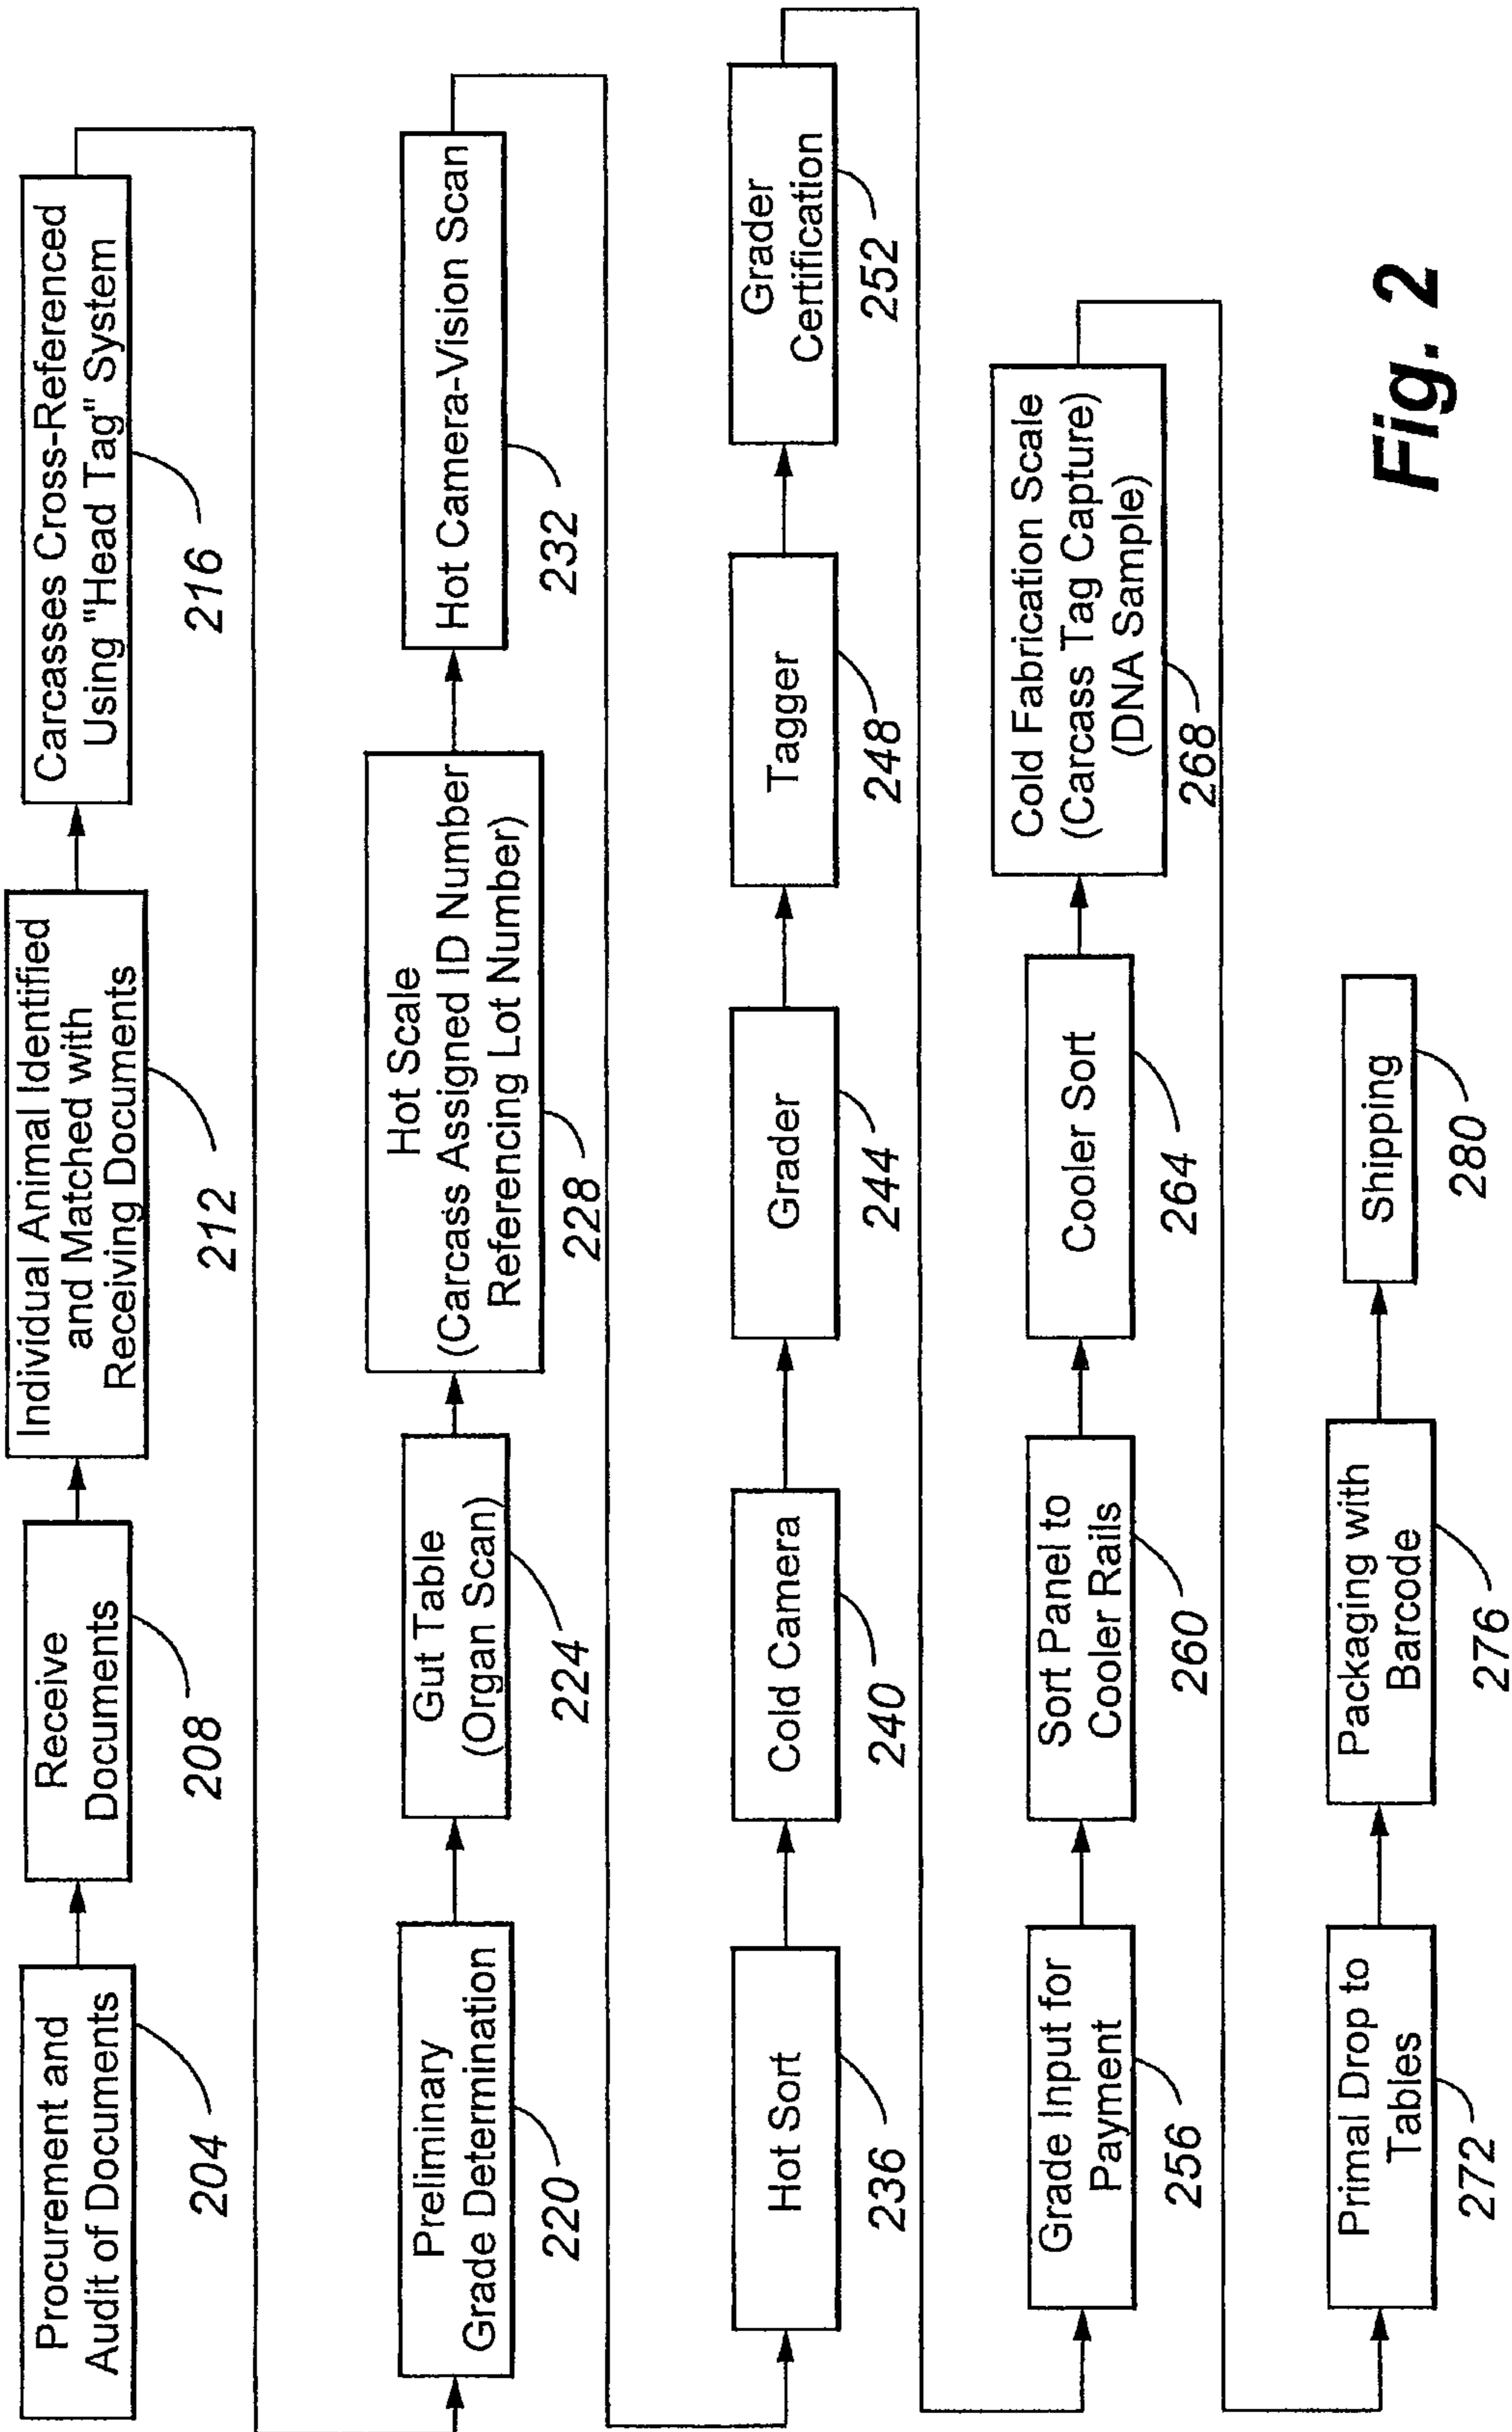 Procurement and
Audit of Documents
204
Receive
Documents
208
Individual Animal Identified
and Matched with
Receiving Documents
212
Carcasses Cross-Referenced
Using "Head Tag" System
216
Preliminary
Grade Determination
220
Gut Table
(Organ Scan)
224
Hot Scale
(Carcass Assigned ID Number
Referencing Lot Number)
228
Hot Camera-Vision Scan
232
Hot Sort
236
Cold Camera
240
Grader
244
Tagger
248
Grader
Certification
252
Grade Input for
Payment
256
Sort Panel to
Cooler Rails
260
Cooler Sort
264
Cold Fabrication Scale
(Carcass Tag Capture)
(DNA Sample)
268
Primal Drop to
Tables
272
Packaging with
Barcode
276
Shipping
280
Fig. 2